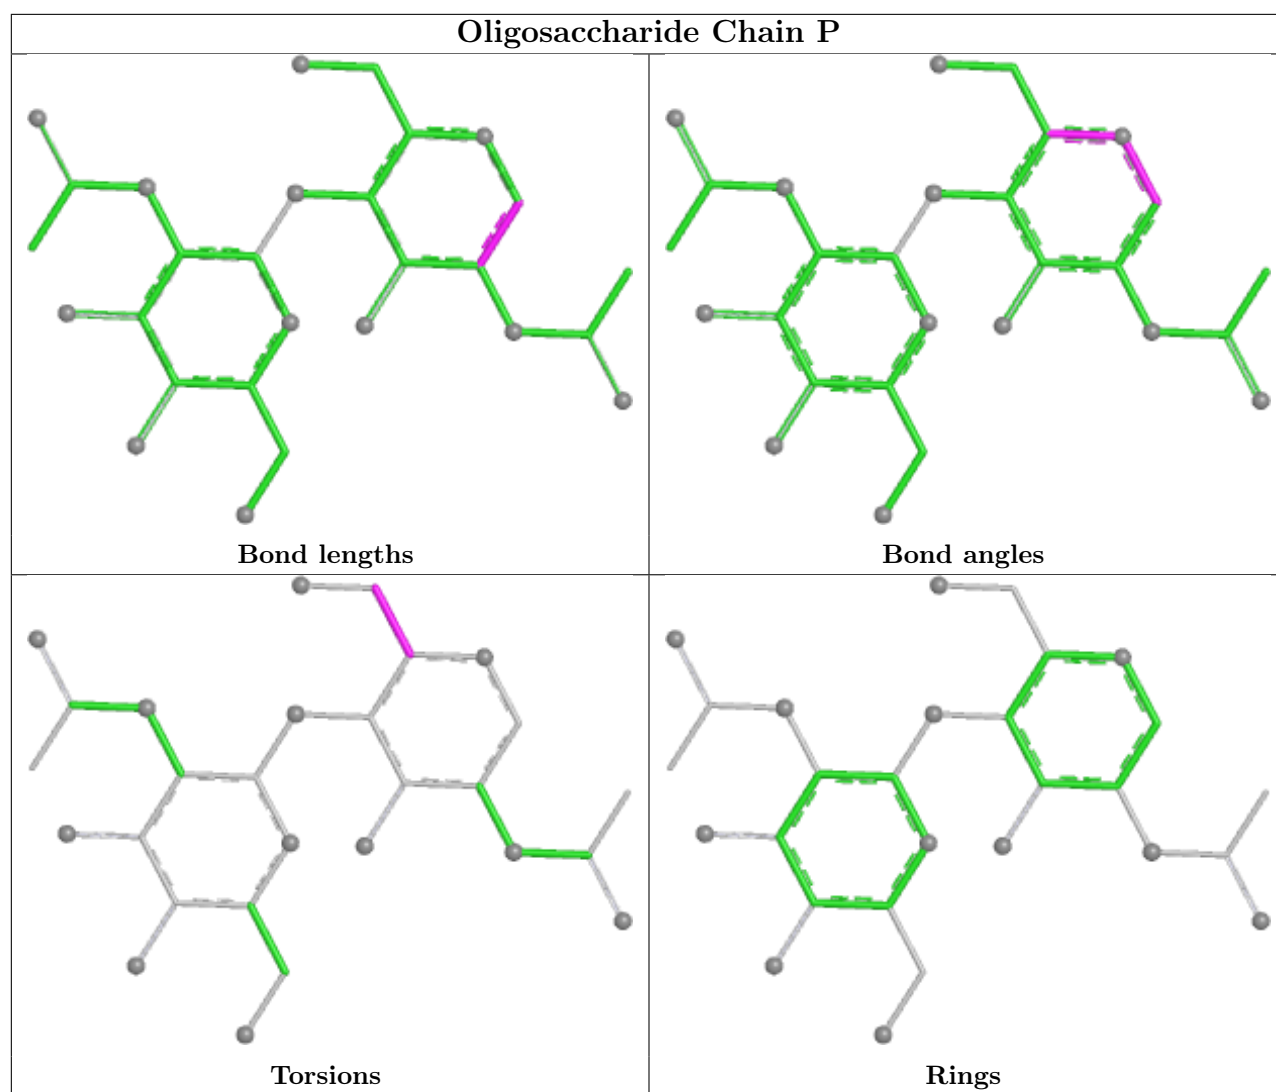 Oligosaccharide Chain P
Bond lengths
Bond angles
Torsions
Rings